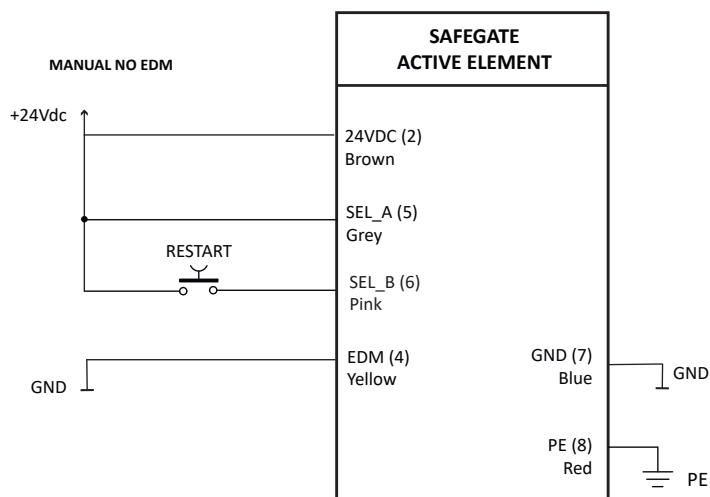 SAFEGATE
ACTIVE ELEMENT
MANUAL NO EDM
+24Vdc
24VDC (2)
Brown
SEL_A (5)
Grey
RESTART
SEL_B (6)
Pink
EDM (4)
Yellow
GND
GND (7)
Blue
GND
PE (8)
Red
PE